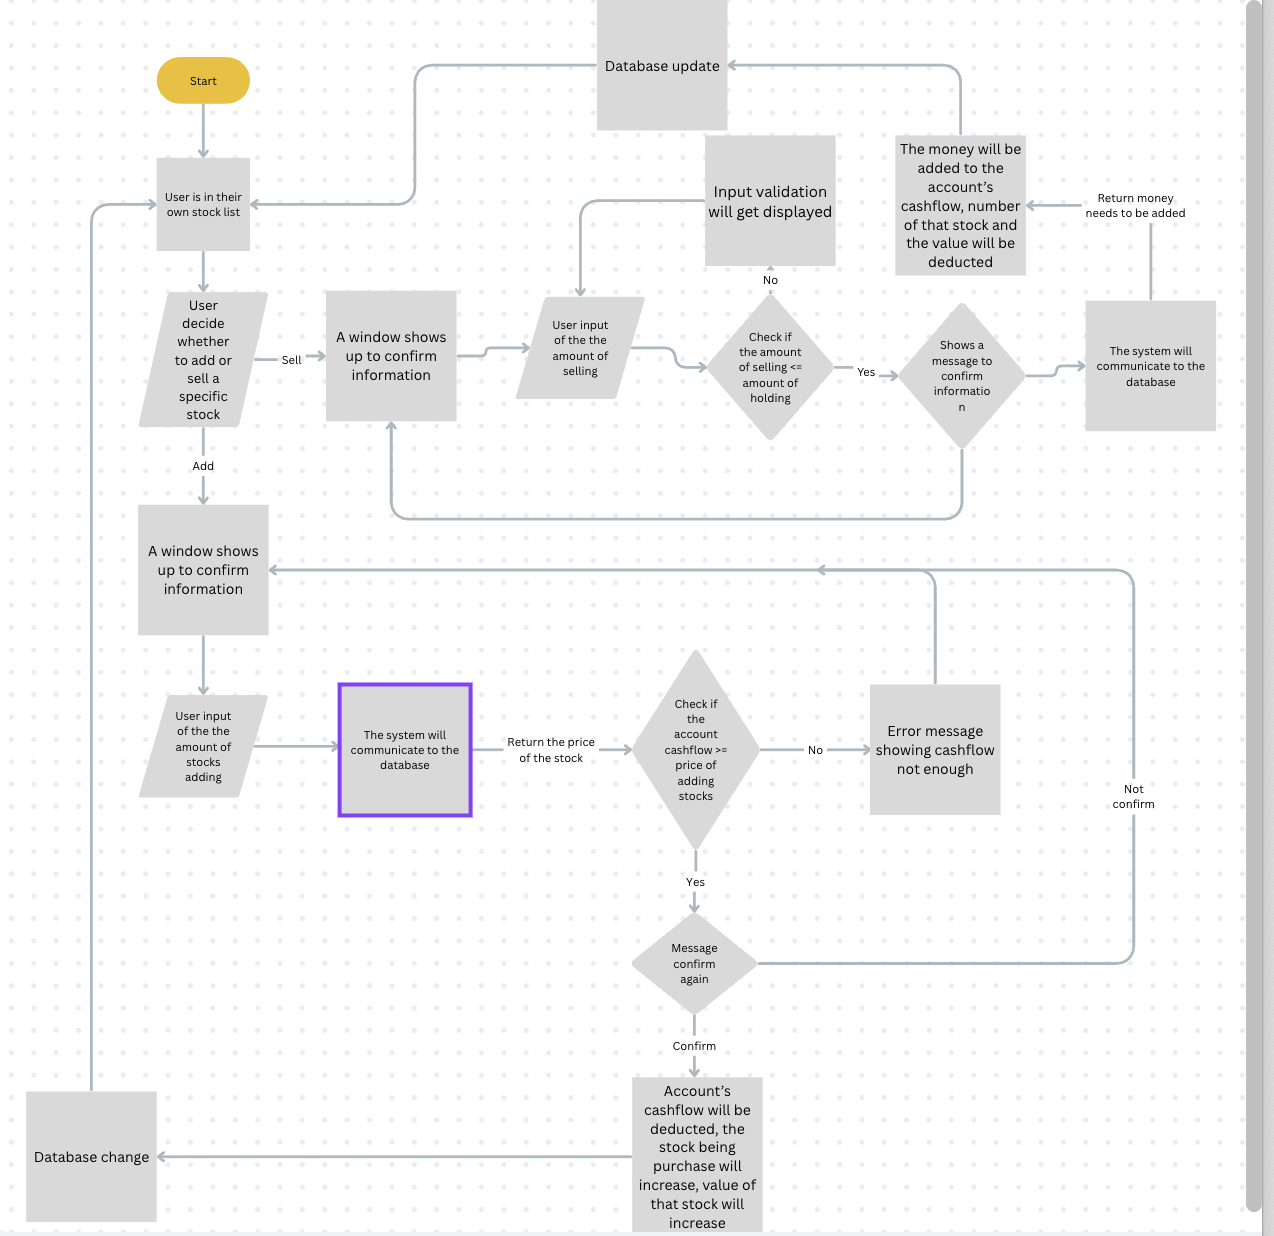 Database update
Start
User is in their
own stock list
Input validation
will get displayed
The money will be
added to the
account's
cashflow, number
of that stock and
the value will be
deducted
Return money
needs to be added
No
User
decide
whether
to add or
sell a
specific
stock
Sell
A window shows
up to confirm
information
User input
of the the
amount of
selling
Check if
the amount
of selling <=
amount of
holding
Yes
Shows a
message to
confirm
informatio
n
The system will
communicate to the
database
Add
A window shows
up to confirm
information
User input
of the the
amount of
stocks
adding
The system will
communicate to the
database
Return the price
of the stock
Check if
the
account
cashflow >=
price of
adding
stocks
No
Error message
showing cashflow
not enough
Not
confirm
Yes
Message
confirm
again
Confirm
Account's
cashflow will be
deducted, the
stock being
purchase will
increase, value of
that stock will
increase
Database change